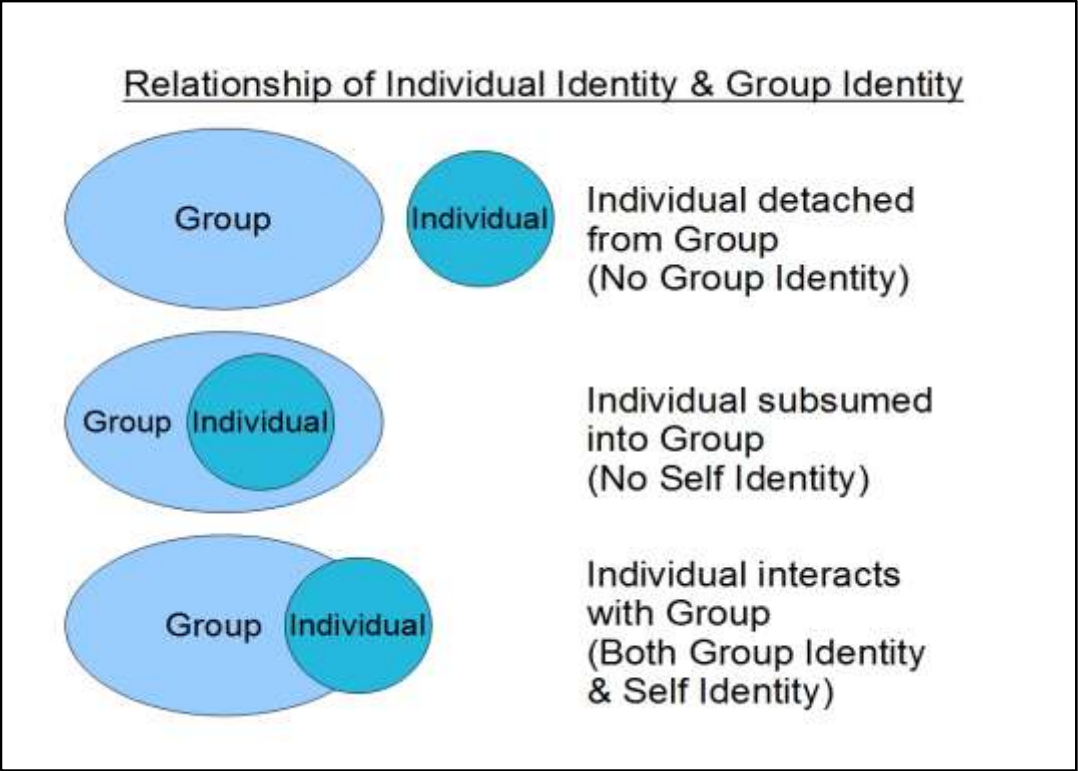 Relationship of Individual Identity & Group Identity
Group
Individual
Individual detached
from Group
(No Group Identity)
Group
Individual
Individual subsumed
into Group
(No Self Identity)
Group
Individual
Individual interacts
with Group
(Both Group Identity
& Self Identity)